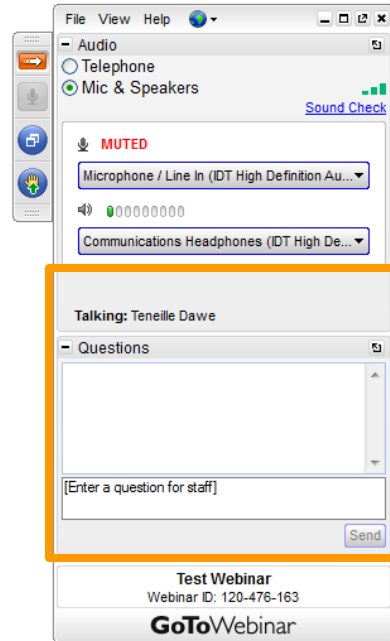 File View Help
Audio
Telephone
Mic & Speakers
Sound Check
MUTED
Microphone / Line In (IDT High Definition Au...
Communications Headphones (IDT High De...
Talking: Teneille Dawe
Questions
[Enter a question for staff]
Send
Test Webinar
Webinar ID: 120-476-163
GoToWebinar